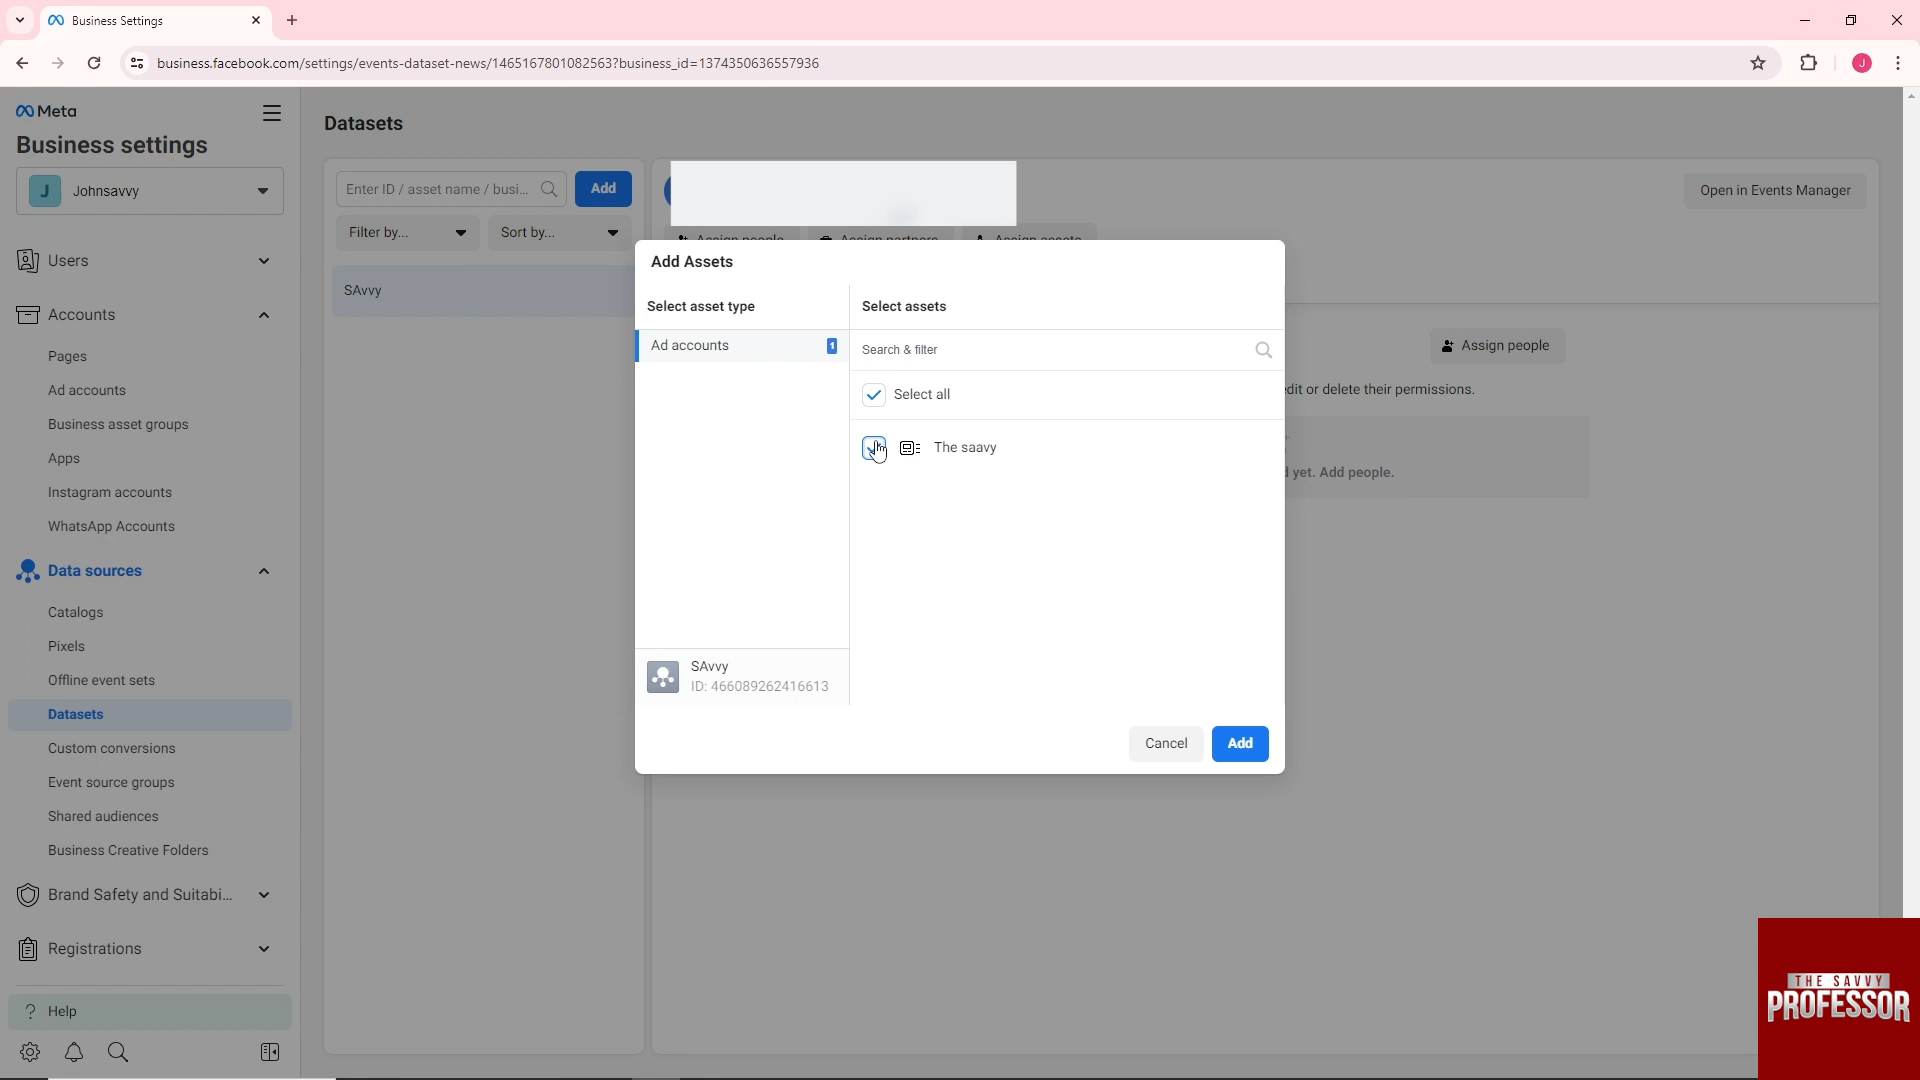 Business Settings
business.facebook.com/settings/events-dataset-news/1465167801082563?business_id=1374350636557936
J
Meta
Business settings
J Johnsavvy
Users
Accounts
Pages
Ad accounts
Business asset groups
Apps
Instagram accounts
WhatsApp Accounts
Data sources
Catalogs
Pixels
Offline event sets
Datasets
Custom conversions
Event source groups
Shared audiences
Business Creative Folders
Brand Safety and Suitabi...
Registrations
? Help
Datasets
Enter ID / asset name / busi...
Add
Filter by...
Sort by...
SAvvy
Open in Events Manager
Assign people
Assign partners
Assign assets
Assign people
edit or delete their permissions.
yet. Add people.
Add Assets
Select asset type
Select assets
Ad accounts
1
Search & filter
Select all
The saavy
SAvvy
ID: 466089262416613
Cancel
Add
THE SAVVY
PROFESSOR